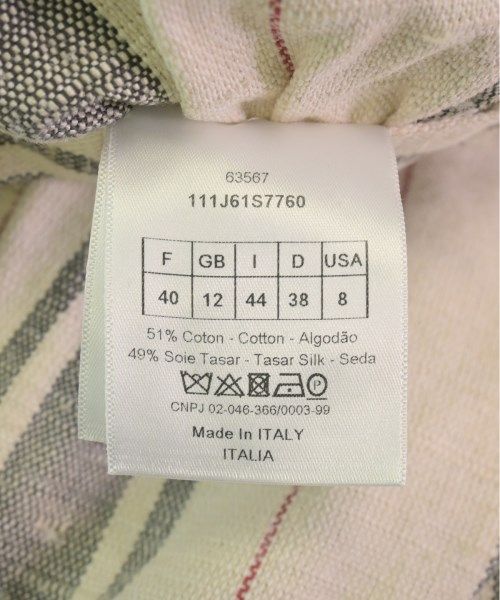 63567
111J61S7760
F GB I D USA
40 12 44 38 8
51% Coton - Cotton - Algodão
49% Soie Tasar - Tasar Silk - Seda
P
CNPJ 02-046-366/0003-99
Made In ITALY
ITALIA